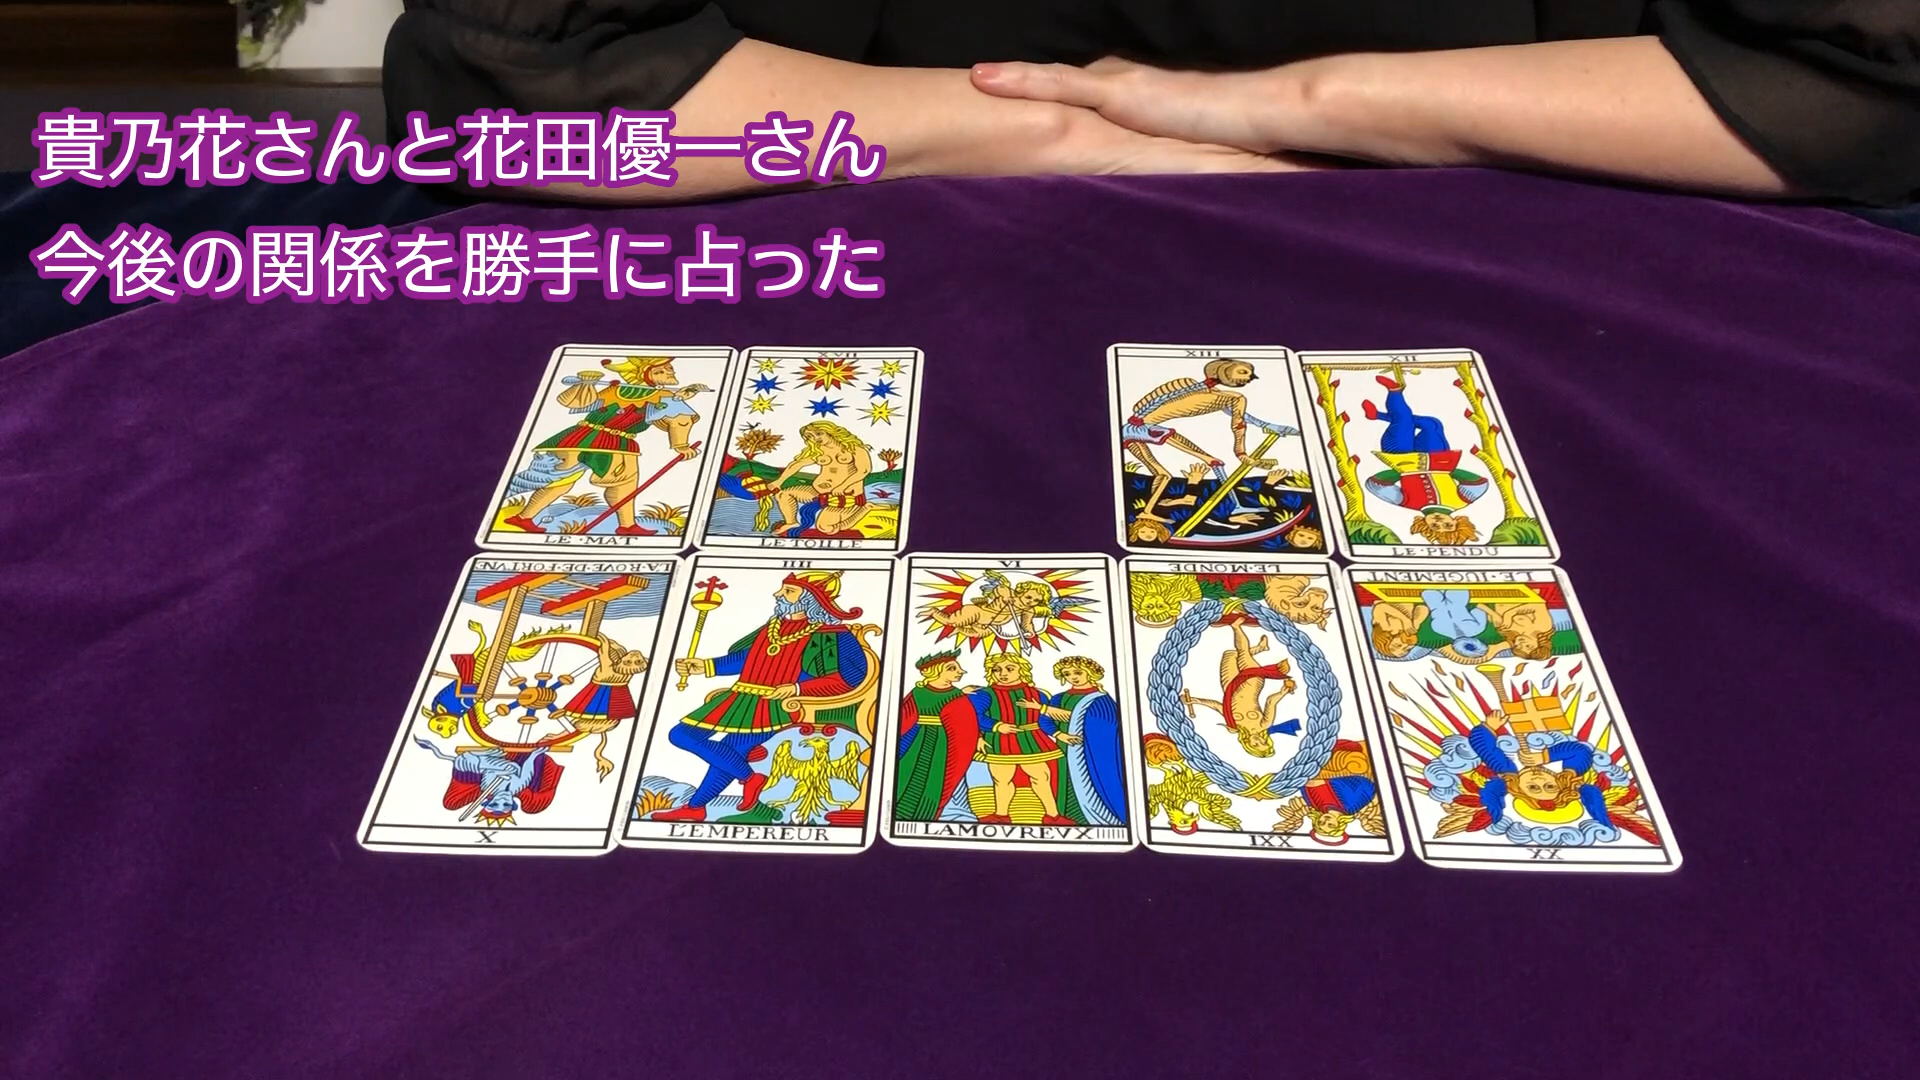 貴乃花さんと花田優一さん
今後の関係を勝手に占った
XVII
XIII
XII
LE·MAT
LE TOILLE
LE·PENDU
LA·ROVE·DE·FORTVNE
IIII
VI
LE·MONDE
LE·IUGEMENT
X
L'EMPEREUR
LAMOVREVX
XXI
XX